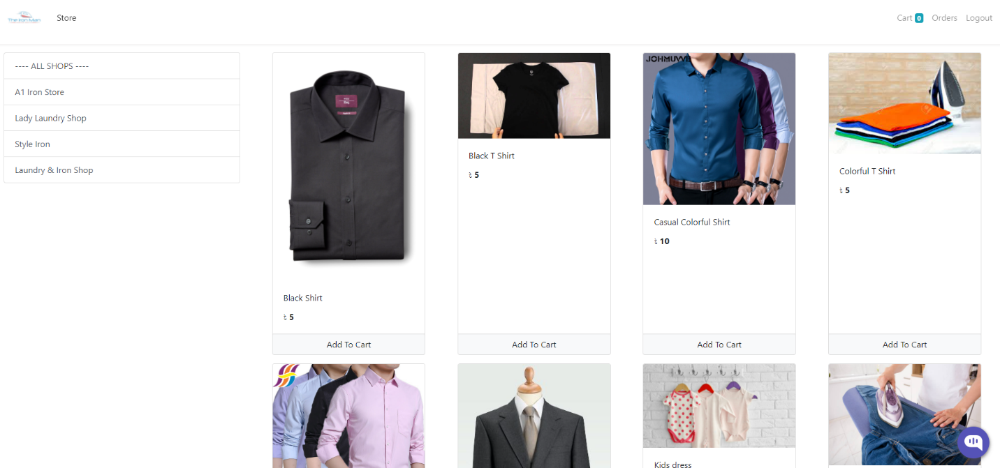 The Iron Man
Store
Cart 0
Orders
Logout
---- ALL SHOPS ----
A1 Iron Store
Lady Laundry Shop
Style Iron
Laundry & Iron Shop
Black Shirt
৳ 5
Add To Cart
Black T Shirt
৳ 5
Add To Cart
Casual Colorful Shirt
৳ 10
Add To Cart
Colorful T Shirt
৳ 5
Add To Cart
Kids dress